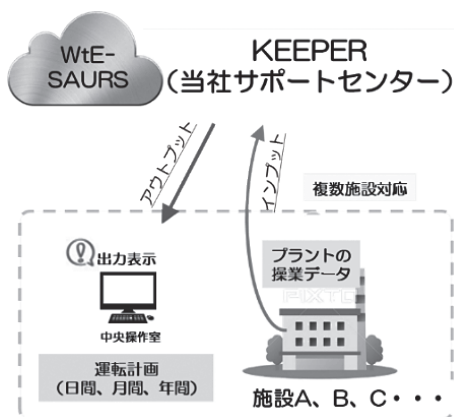 WtE-
SAURS
KEEPER
（当社サポートセンター）
アウトプット
インプット
複数施設対応
出力表示
中央操作室
運転計画
（日間、月間、年間）
プラントの
操業データ
施設A、B、C・・・